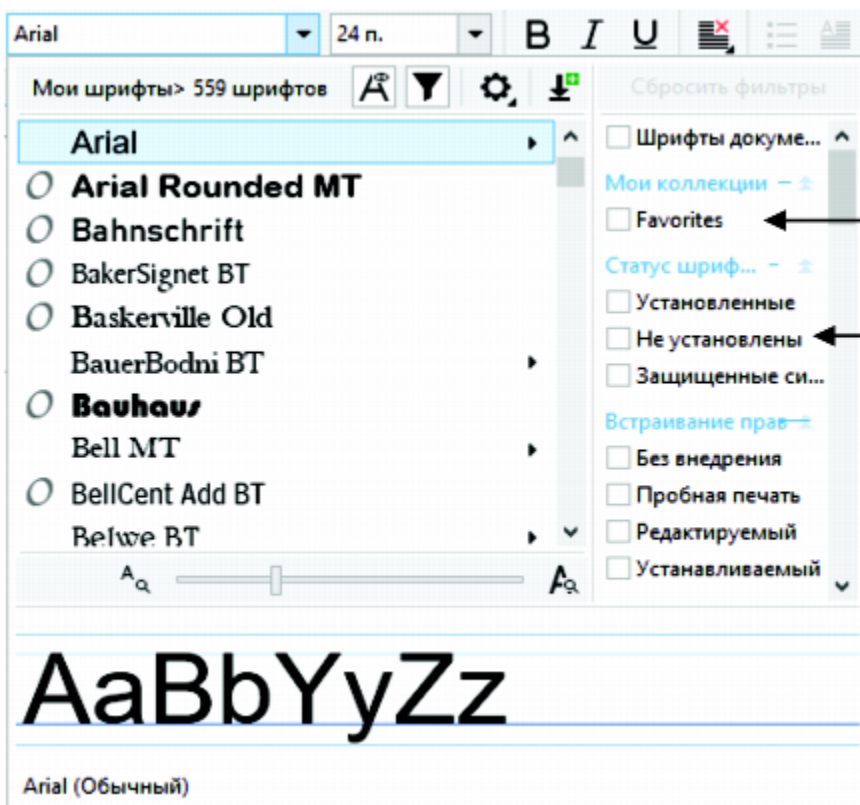 Arial 24 п. B I U
Мои шрифты> 559 шрифтов Сбросить фильтры
Arial
Arial Rounded MT
Bahnschrift
BakerSignet BT
Baskerville Old
BauerBodni BT
Bauhaus
Bell MT
BellCent Add BT
Belwe BT
Шрифты докуме...
Мои коллекции
Favorites
Статус шриф...
Установленные
Не установлены
Защищенные си...
Встраивание прав
Без внедрения
Пробная печать
Редактируемый
Устанавливаемый
AaBbYyZz
Arial (Обычный)